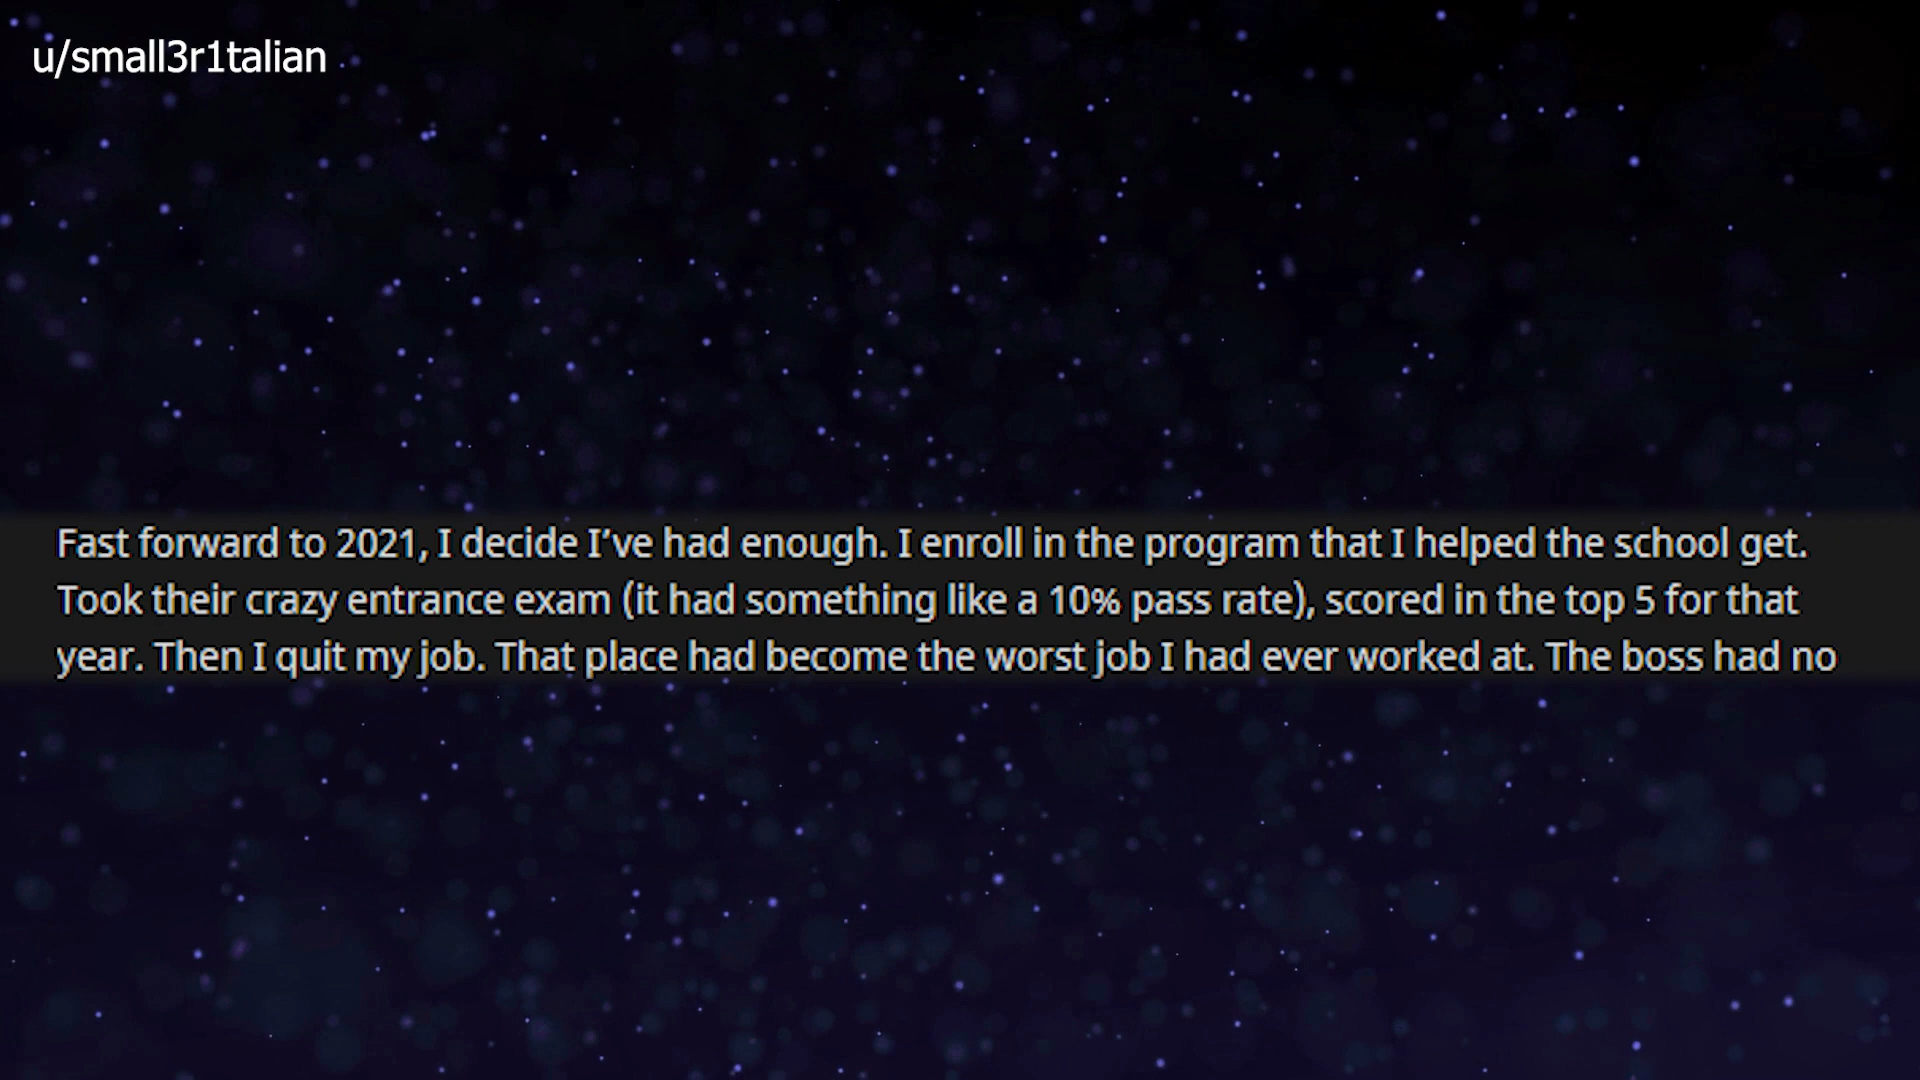 u/small3r1talian
Fast forward to 2021, I decide I’ve had enough. I enroll in the program that I helped the school get.
Took their crazy entrance exam (it had something like a 10% pass rate), scored in the top 5 for that
year. Then I quit my job. That place had become the worst job I had ever worked at. The boss had no